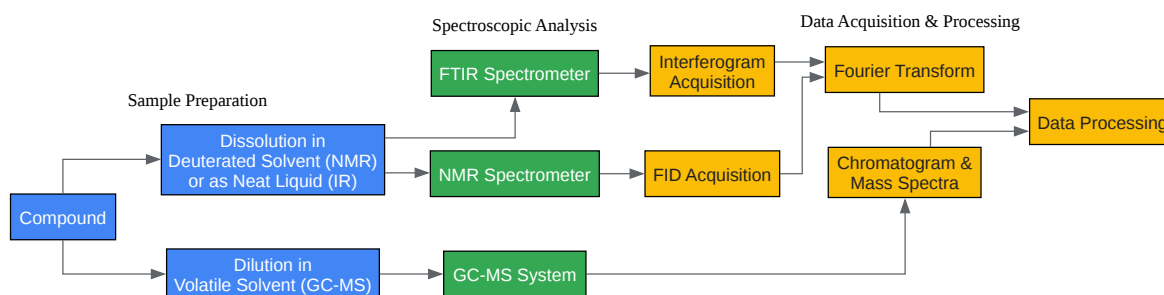 Spectroscopic Analysis
Data Acquisition & Processing
Sample Preparation
FTIR Spectrometer
Interferogram
Acquisition
Fourier Transform
Data Processing
Dissolution in
Deuterated Solvent (NMR)
or as Neat Liquid (IR)
NMR Spectrometer
FID Acquisition
Chromatogram &
Mass Spectra
Compound
Dilution in
Volatile Solvent (GC-MS)
GC-MS System